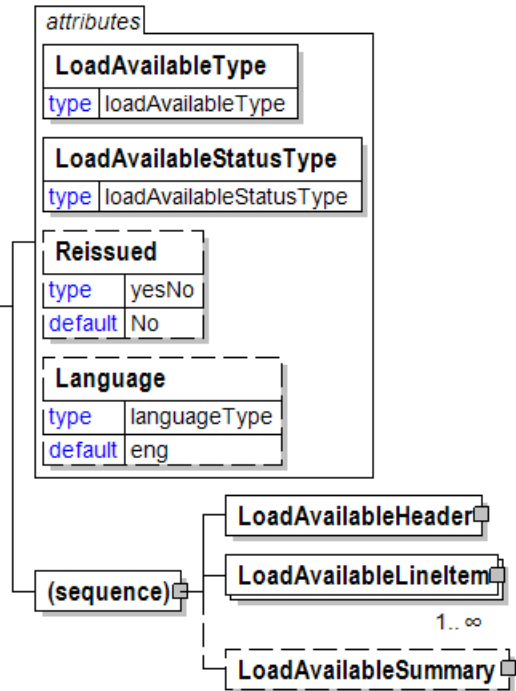 attributes
LoadAvailableType
type loadAvailableType
LoadAvailableStatusType
type loadAvailableStatusType
Reissued
type yesNo
default No
Language
type languageType
default eng
LoadAvailableHeader
LoadAvailableLineItem
(sequence)
1.. ∞
LoadAvailableSummary